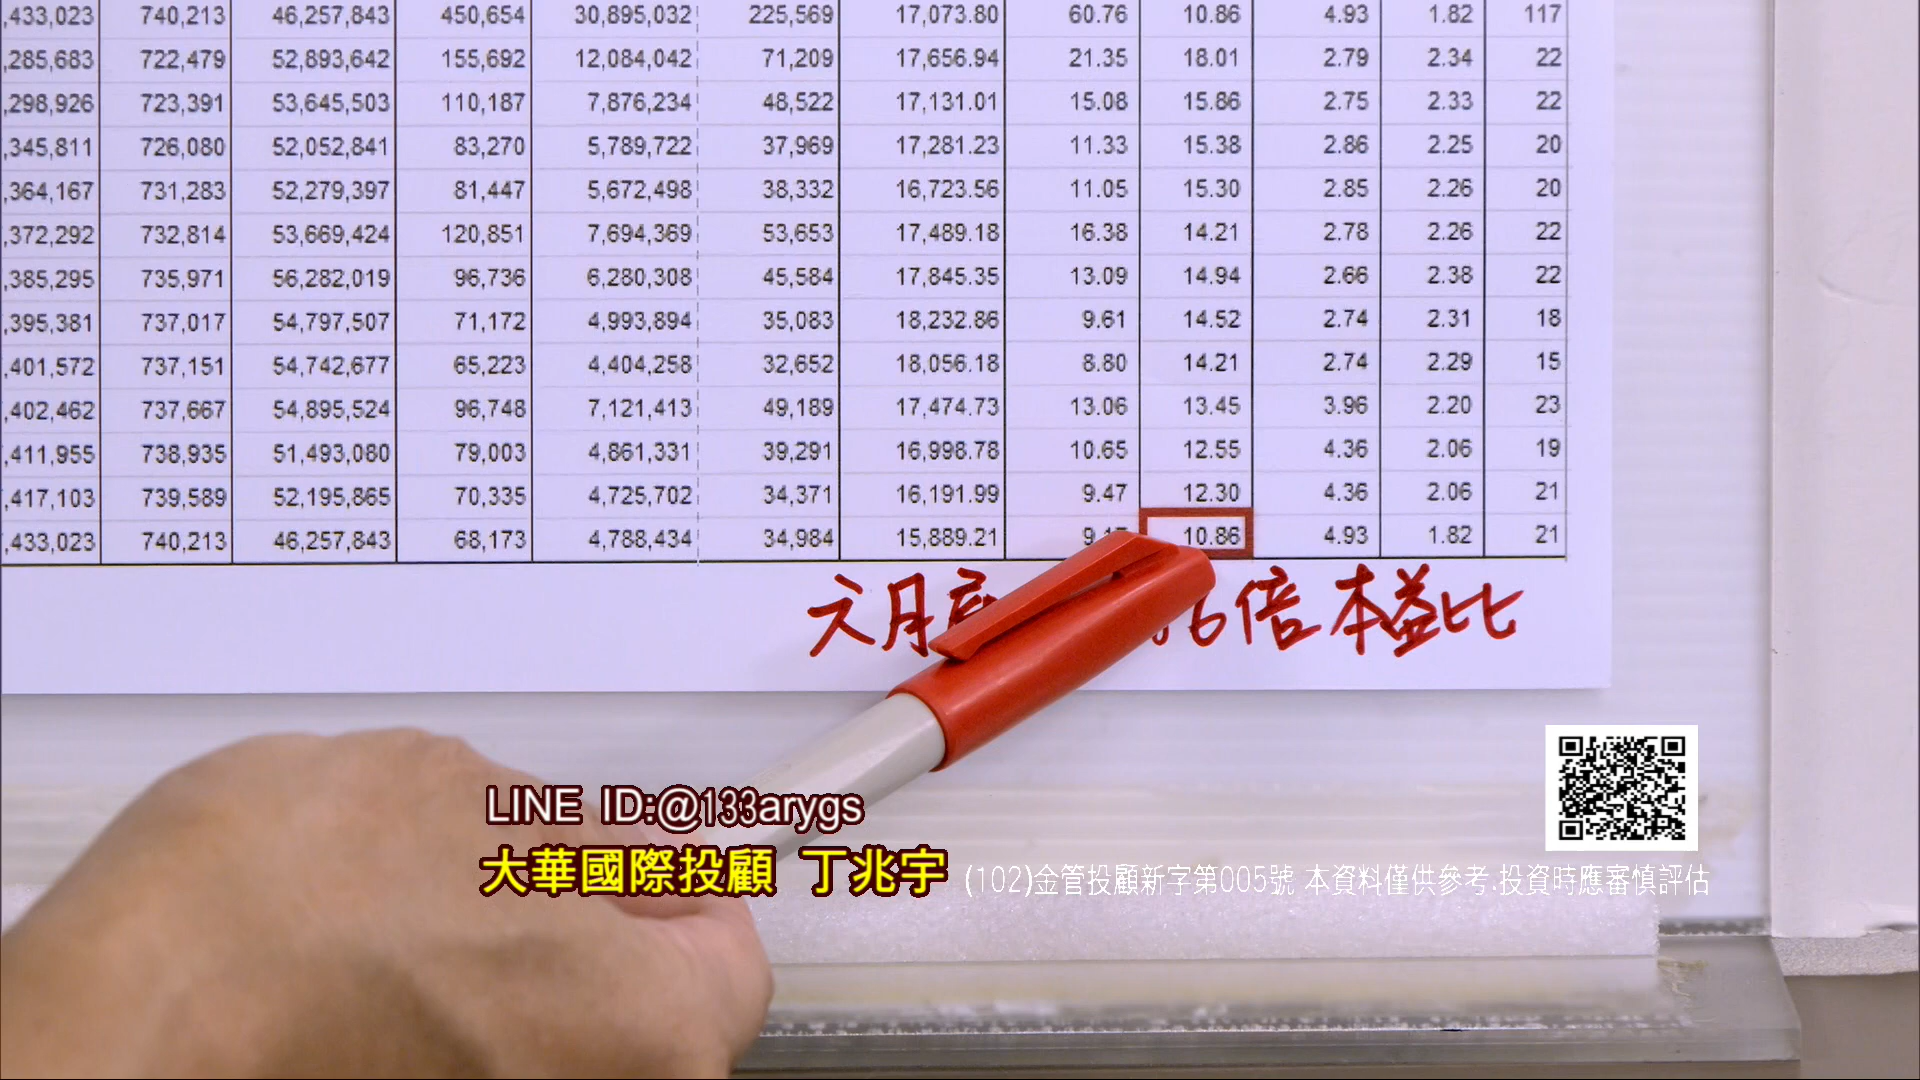 ,433,023 740,213 46,257,843 450,654 30,895,032 225,569 17,073.80 60.76 10.86 4.93 1.82 117
,285,683 722,479 52,893,642 155,692 12,084,042 71,209 17,656.94 21.35 18.01 2.79 2.34 22
,298,926 723,391 53,645,503 110,187 7,876,234 48,522 17,131.01 15.08 15.86 2.75 2.33 22
,345,811 726,080 52,052,841 83,270 5,789,722 37,969 17,281.23 11.33 15.38 2.86 2.25 20
,364,167 731,283 52,279,397 81,447 5,672,498 38,332 16,723.56 11.05 15.30 2.85 2.26 20
,372,292 732,814 53,669,424 120,851 7,694,369 53,653 17,489.18 16.38 14.21 2.78 2.26 22
,385,295 735,971 56,282,019 96,736 6,280,308 45,584 17,845.35 13.09 14.94 2.66 2.38 22
,395,381 737,017 54,797,507 71,172 4,993,894 35,083 18,232.86 9.61 14.52 2.74 2.31 18
,401,572 737,151 54,742,677 65,223 4,404,258 32,652 18,056.18 8.80 14.21 2.74 2.29 15
,402,462 737,667 54,895,524 96,748 7,121,413 49,189 17,474.73 13.06 13.45 3.96 2.20 23
,411,955 738,935 51,493,080 79,003 4,861,331 39,291 16,998.78 10.65 12.55 4.36 2.06 19
,417,103 739,589 52,195,865 70,335 4,725,702 34,371 16,191.99 9.47 12.30 4.36 2.06 21
,433,023 740,213 46,257,843 68,173 4,788,434 34,984 15,889.21 10.86 4.93 1.82 21
六月 6倍本益比
LINE ID:@133arygs
大華國際投顧 丁兆宇 (102)金管投顧新字第005號 本資料僅供參考.投資時應審慎評估